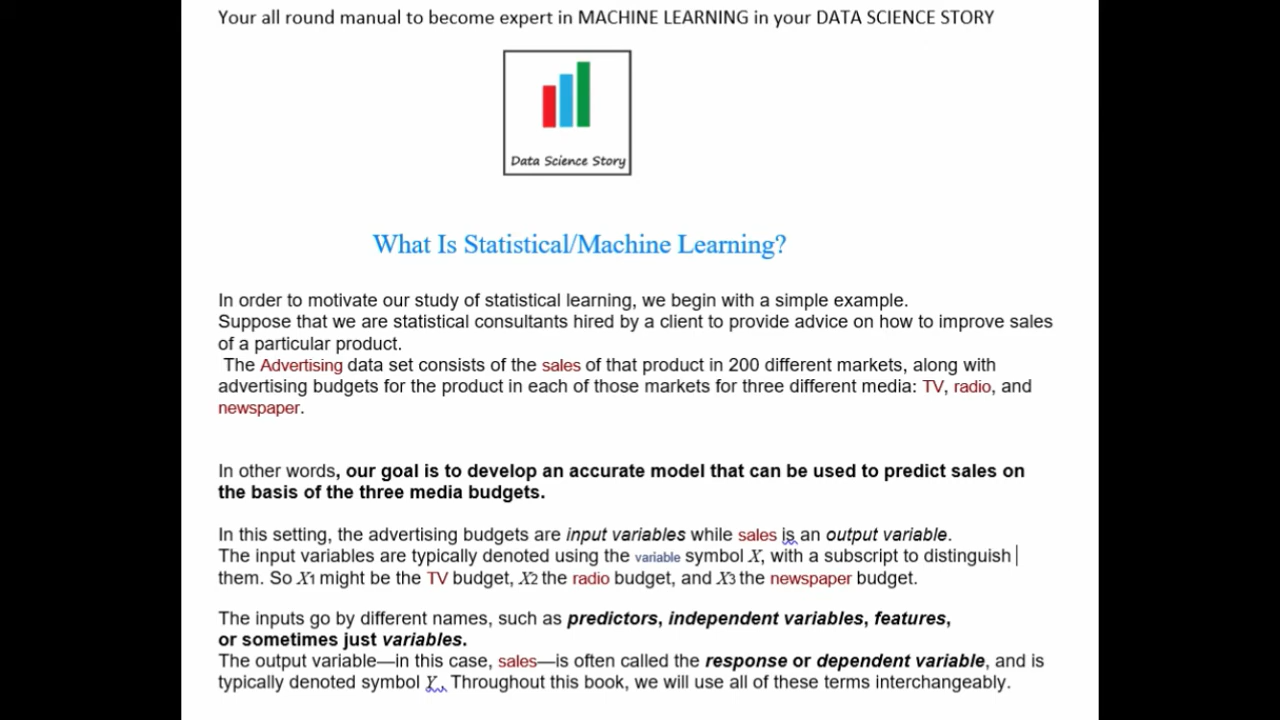 Your all round manual to become expert in MACHINE LEARNING in your DATA SCIENCE STORY
Data Science Story
What Is Statistical/Machine Learning?
In order to motivate our study of statistical learning, we begin with a simple example.
Suppose that we are statistical consultants hired by a client to provide advice on how to improve sales
of a particular product.
The Advertising data set consists of the sales of that product in 200 different markets, along with
advertising budgets for the product in each of those markets for three different media: TV, radio, and
newspaper.
In other words, our goal is to develop an accurate model that can be used to predict sales on
the basis of the three media budgets.
In this setting, the advertising budgets are input variables while sales is an output variable.
The input variables are typically denoted using the variable symbol X, with a subscript to distinguish
them. So X1 might be the TV budget, X2 the radio budget, and X3 the newspaper budget.
The inputs go by different names, such as predictors, independent variables, features,
or sometimes just variables.
The output variable—in this case, sales—is often called the response or dependent variable, and is
typically denoted symbol Y . Throughout this book, we will use all of these terms interchangeably.